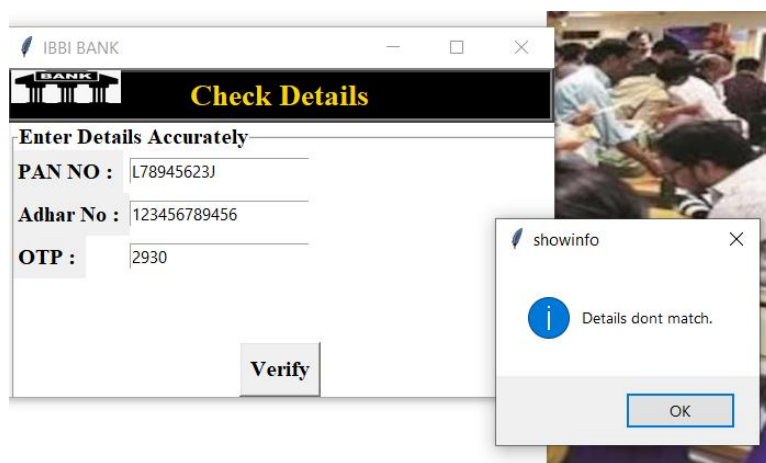 IBBI BANK
BANK
Check Details
Enter Details Accurately
PAN NO : L78945623J
Adhar No : 123456789456
OTP : 2930
Verify
showinfo
Details dont match.
OK